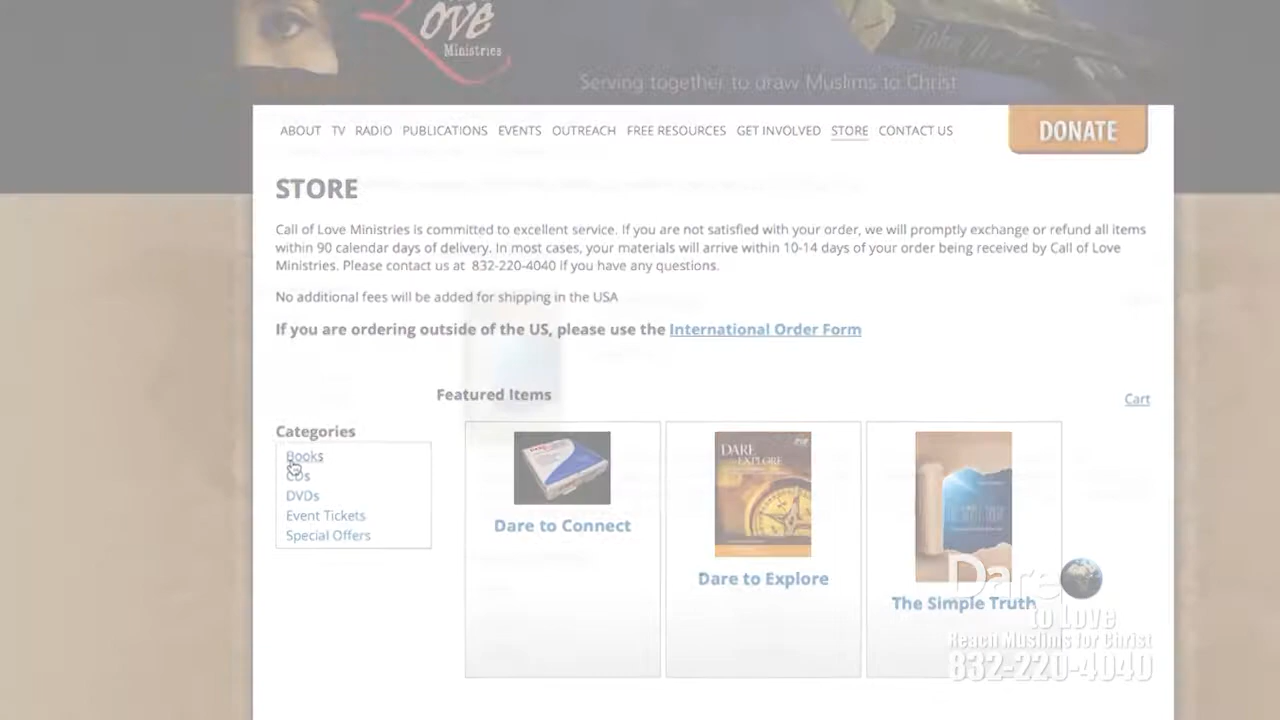 ove
Ministries
Serving together to draw Muslims to Christ
ABOUT TV RADIO PUBLICATIONS EVENTS OUTREACH FREE RESOURCES GET INVOLVED STORE CONTACT US
DONATE
STORE
Call of Love Ministries is committed to excellent service. If you are not satisfied with your order, we will promptly exchange or refund all items
within 90 calendar days of delivery. In most cases, your materials will arrive within 10-14 days of your order being received by Call of Love
Ministries. Please contact us at 832-220-4040 if you have any questions.
No additional fees will be added for shipping in the USA
If you are ordering outside of the US, please use the International Order Form
Featured Items
Cart
Categories
Books
CDs
DVDs
Event Tickets
Special Offers
Dare to Connect
DARE
EXPLORE
Dare to Explore
The Simple Truth
Dare
to Love
Reach Muslims for Christ
832-220-4040